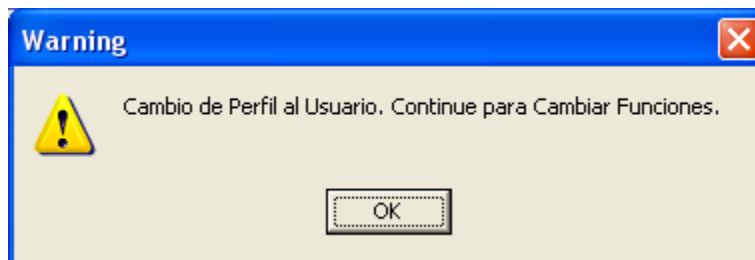 Warning
Cambio de Perfil al Usuario. Continue para Cambiar Funciones.
OK